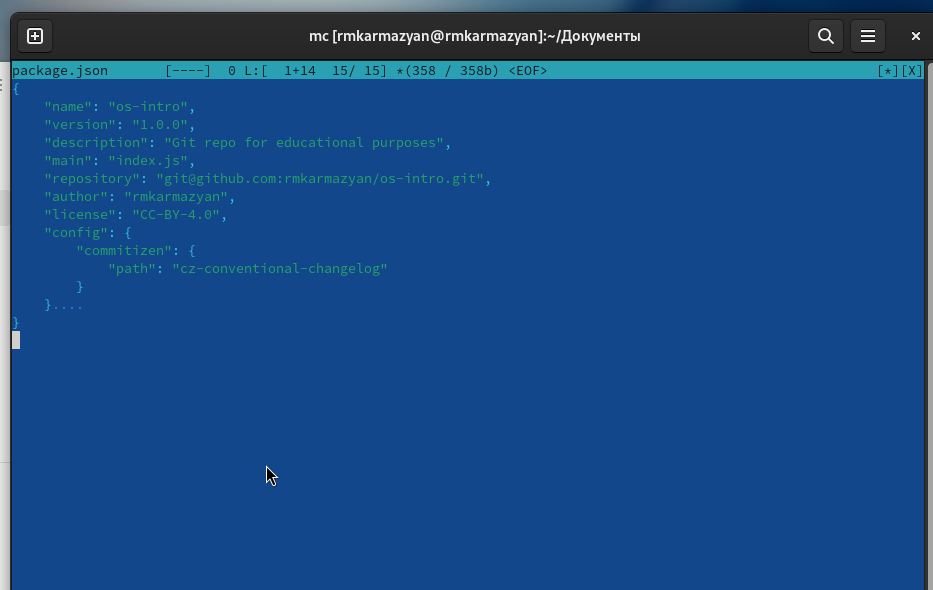 mc [rmkarmazyan@rmkarmazyan]:~/Документы
package.json       [----]  0 L:[  1+14  15/ 15] *(358 / 358b) <EOF>                                         [*][X]
{
    "name": "os-intro",
    "version": "1.0.0",
    "description": "Git repo for educational purposes",
    "main": "index.js",
    "repository": "git@github.com:rmkarmazyan/os-intro.git",
    "author": "rmkarmazyan",
    "license": "CC-BY-4.0",
    "config": {
        "commitizen": {
            "path": "cz-conventional-changelog"
        }
    }....
}